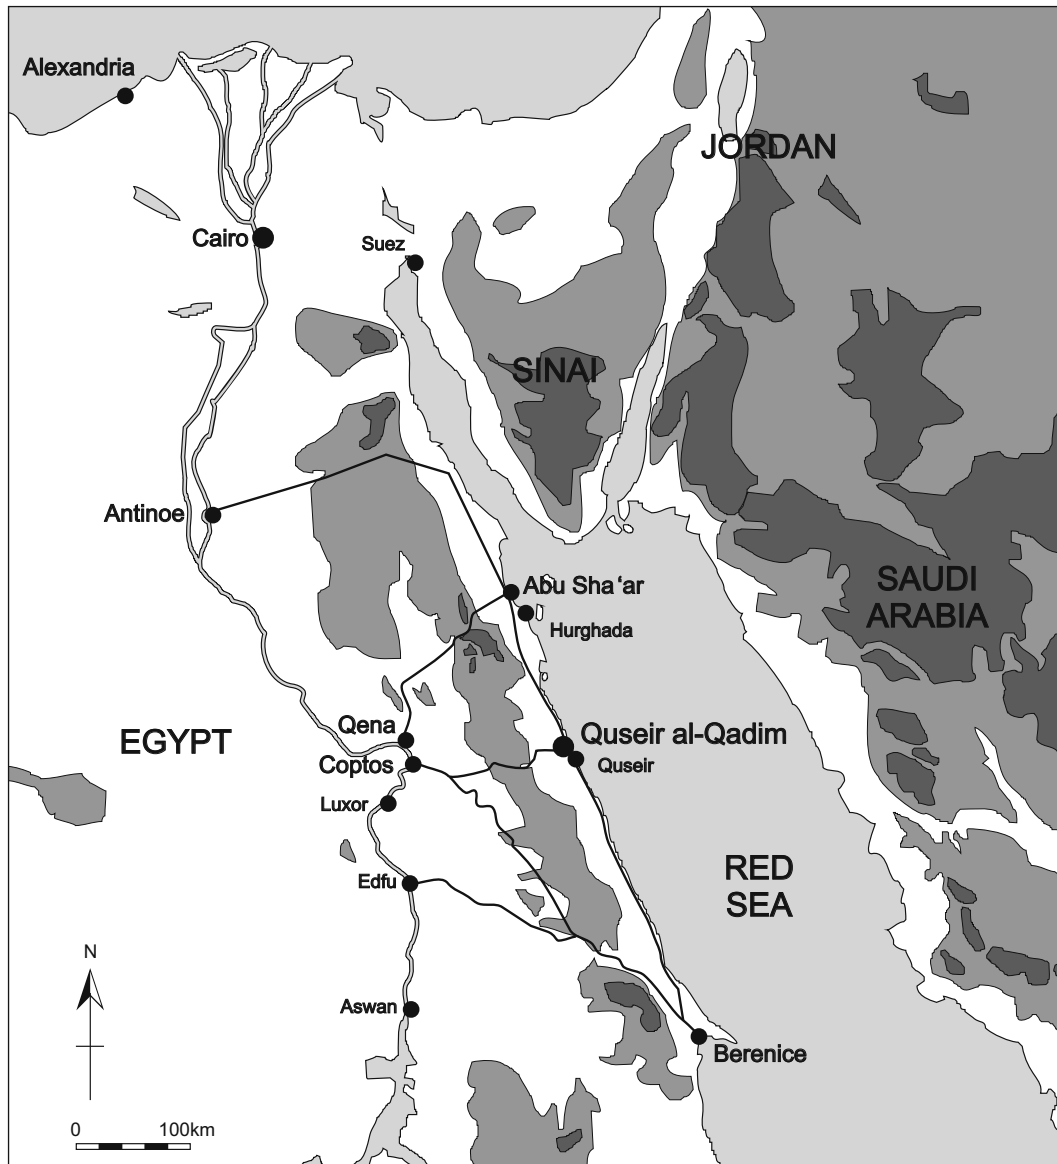 Alexandria
JORDAN
Cairo
Suez
SINAI
Antinoe
Abu Sha‘ar
SAUDI
ARABIA
Hurghada
Qena
EGYPT
Quseir al-Qadim
Coptos
Quseir
Luxor
RED
SEA
Edfu
N
Aswan
Berenice
0 100km